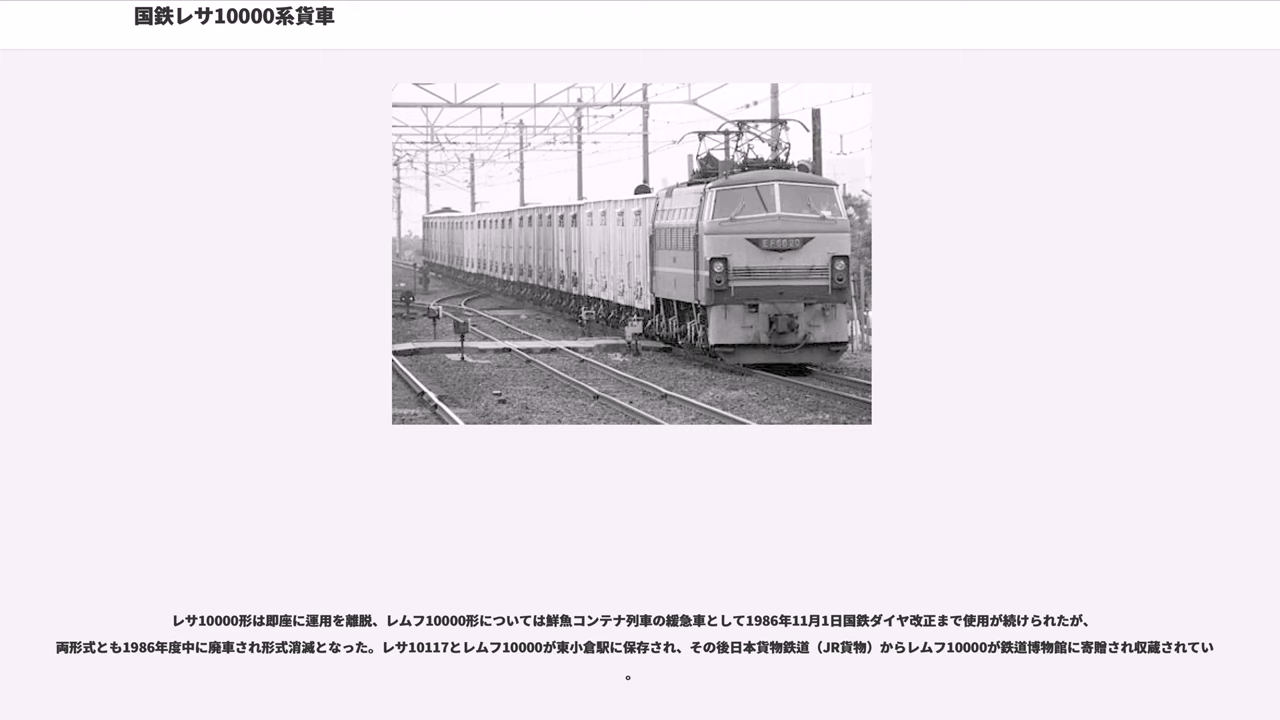 国鉄レサ10000系貨車
EF66 20
レサ10000形は即座に運用を離脱、レムフ10000形については鮮魚コンテナ列車の緩急車として1986年11月1日国鉄ダイヤ改正まで使用が続けられたが、
両形式とも1986年度中に廃車され形式消滅となった。レサ10117とレムフ10000が東小倉駅に保存され、その後日本貨物鉄道（JR貨物）からレムフ10000が鉄道博物館に寄贈され収蔵されてい
。